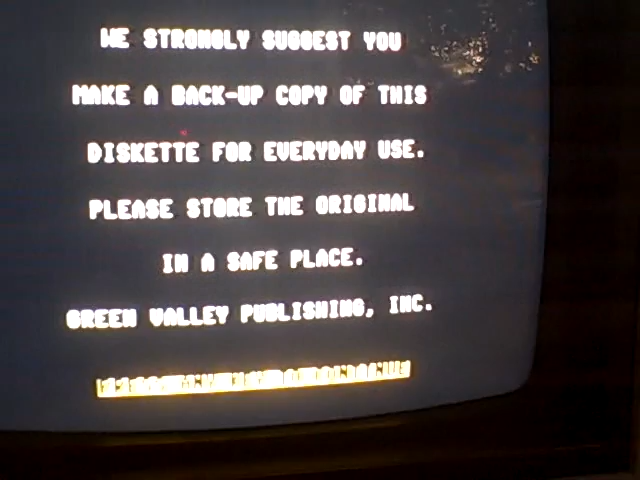 WE STRONGLY SUGGEST YOU
MAKE A BACK-UP COPY OF THIS
DISKETTE FOR EVERYDAY USE.
PLEASE STORE THE ORIGINAL
IN A SAFE PLACE.
GREEN VALLEY PUBLISHING, INC.